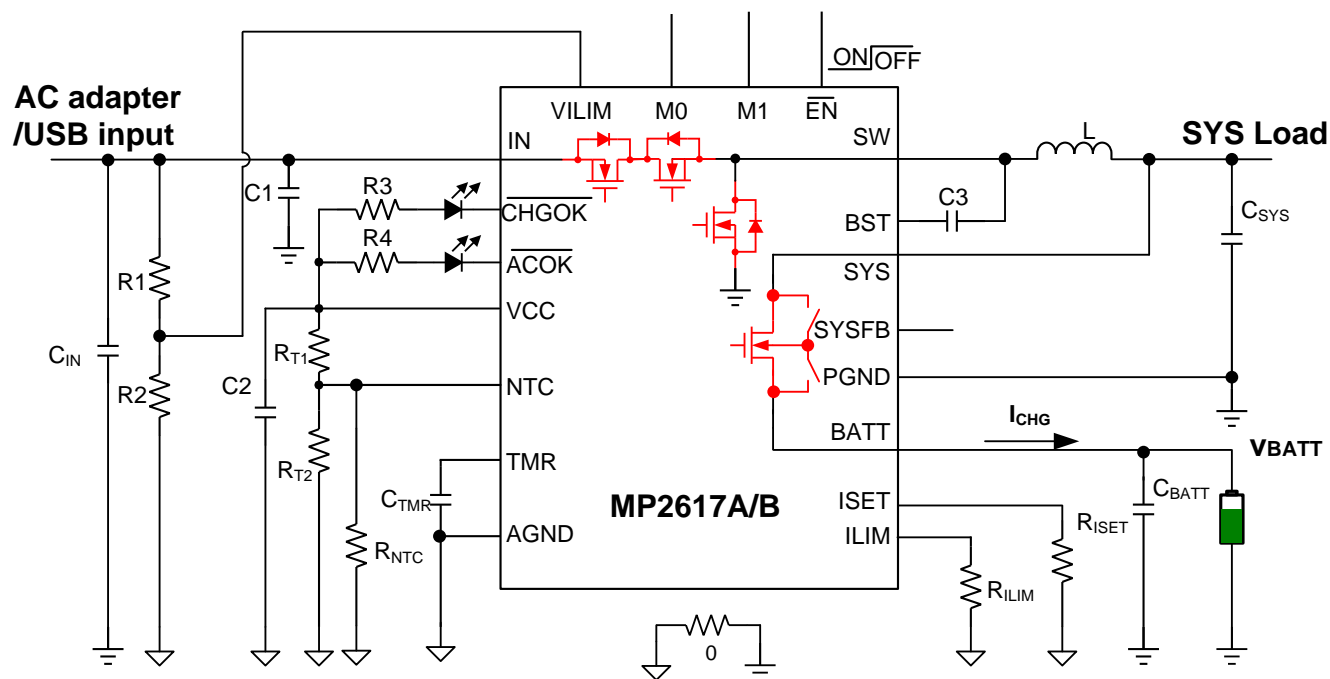 ON OFF
AC adapter
/USB input
VILIM M0 M1 EN
IN SW L SYS Load
C1 R3 CHGOK
C3 BST CSYS
R4 ACOK
R1 SYS
VCC
CIN RT1 SYSFB
R2 C2 NTC PGND
ICHG
BATT VBATT
RT2 TMR
CTMR MP2617A/B ISET CBATT
RISET
RNTC AGND ILIM
RILIM
0